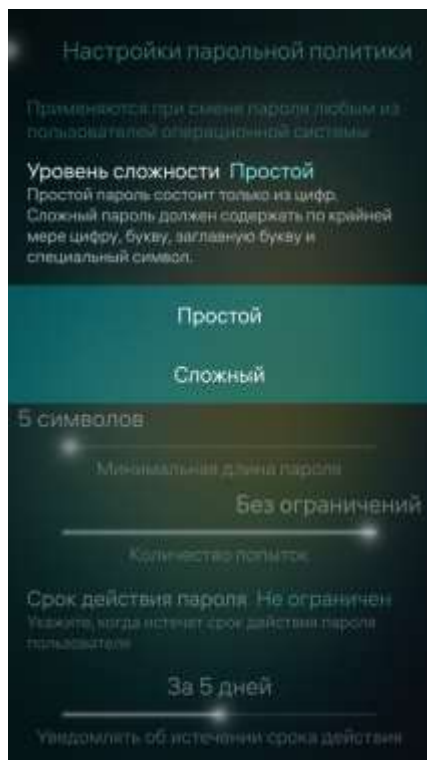 Настройки парольной политики
Применяются при смене пароля любым из
пользователей операционной системы
Уровень сложности Простой
Простой пароль состоит только из цифр.
Сложный пароль должен содержать по крайней
мере цифру, букву, заглавную букву и
специальный символ.
Простой
Сложный
5 символов
Минимальная длина пароля
Без ограничений
Количество попыток
Срок действия пароля Не ограничен
Укажите, когда истечет срок действия пароля
пользователя
За 5 дней
Уведомлять об истечении срока действия